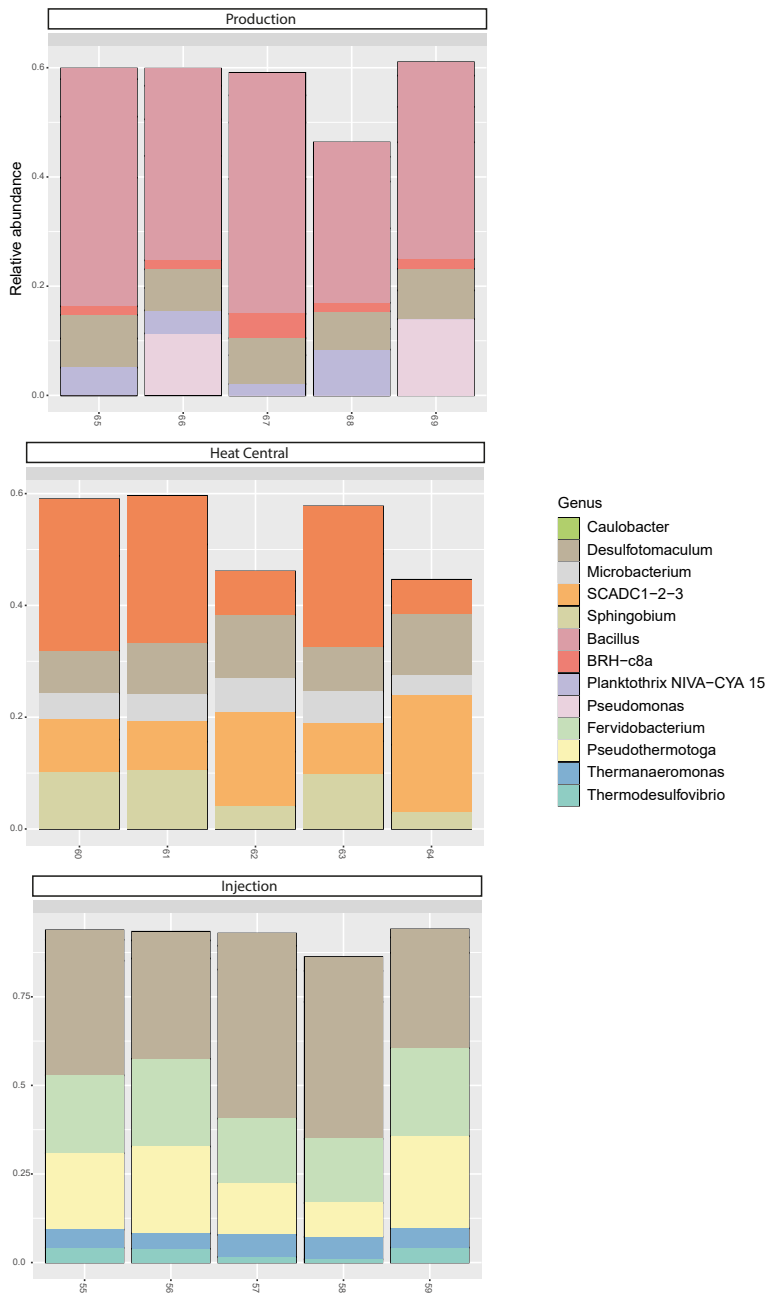 Production
Relative abundance
0.6
0.4
0.2
0.0
65
66
67
68
69
Heat Central
0.6
0.4
0.2
0.0
60
61
62
63
64
Genus
Caulobacter
Desulfotomaculum
Microbacterium
SCADC1−2−3
Sphingobium
Bacillus
BRH−c8a
Planktothrix NIVA−CYA 15
Pseudomonas
Fervidobacterium
Pseudothermotoga
Thermanaeromonas
Thermodesulfovibrio
Injection
0.75
0.5
0.25
0.0
55
56
57
58
59